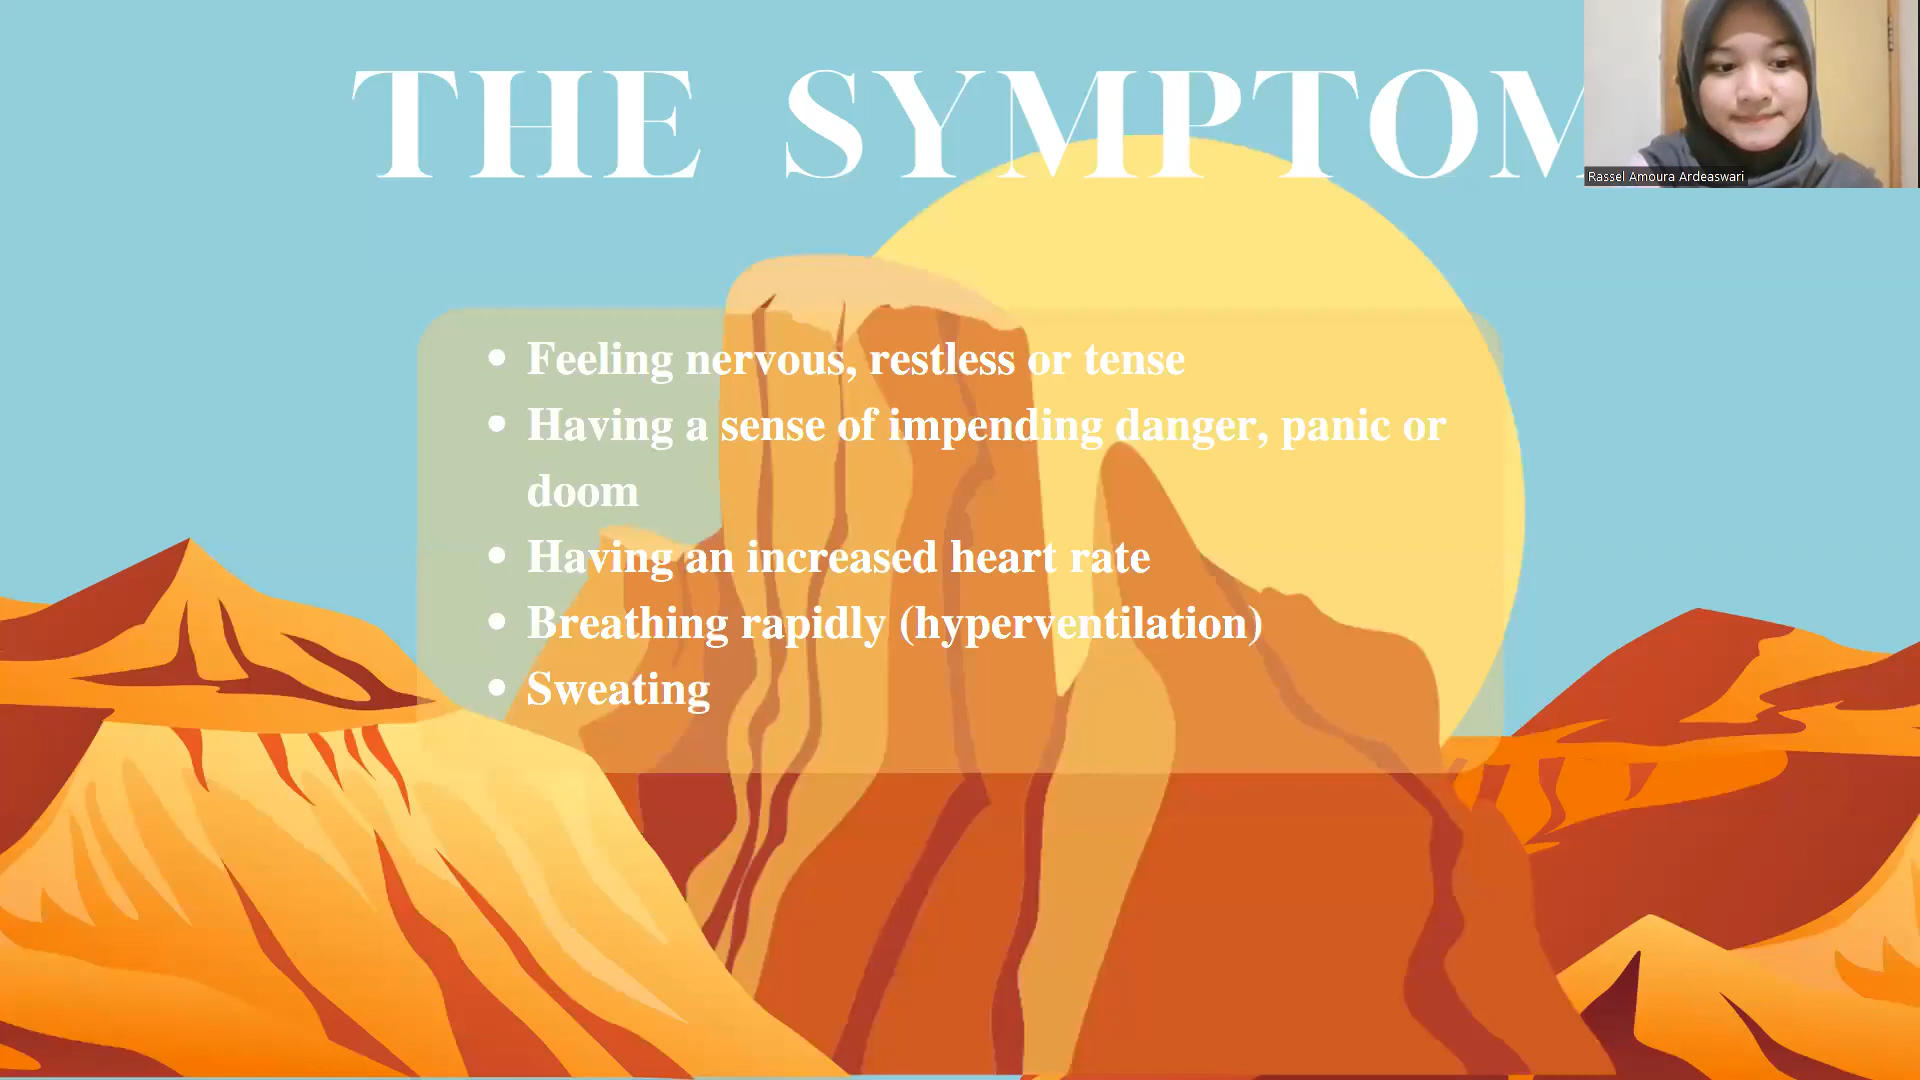 THE SYMPTOM
Rassel Amoura Ardeaswari
• Feeling nervous, restless or tense
• Having a sense of impending danger, panic or
doom
• Having an increased heart rate
• Breathing rapidly (hyperventilation)
• Sweating